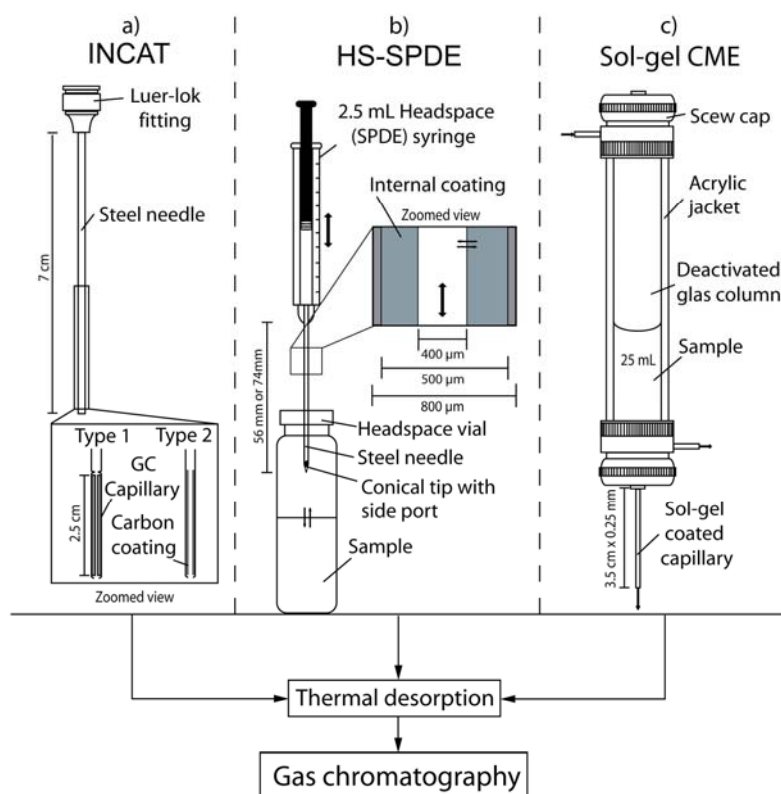 a)
INCAT
Luer-lok
fitting
Steel needle
7 cm
Type 1
Type 2
GC
Capillary
Carbon
coating
2.5 cm
Zoomed view
b)
HS-SPDE
2.5 mL Headspace
(SPDE) syringe
Internal coating
Zoomed view
400 µm
500 µm
800 µm
56 mm or 74mm
Headspace vial
Steel needle
Conical tip with
side port
Sample
c)
Sol-gel CME
Scew cap
Acrylic
jacket
Deactivated
glas column
25 mL
Sample
3.5 cm x 0.25 mm
Sol-gel
coated
capillary
Thermal desorption
Gas chromatography